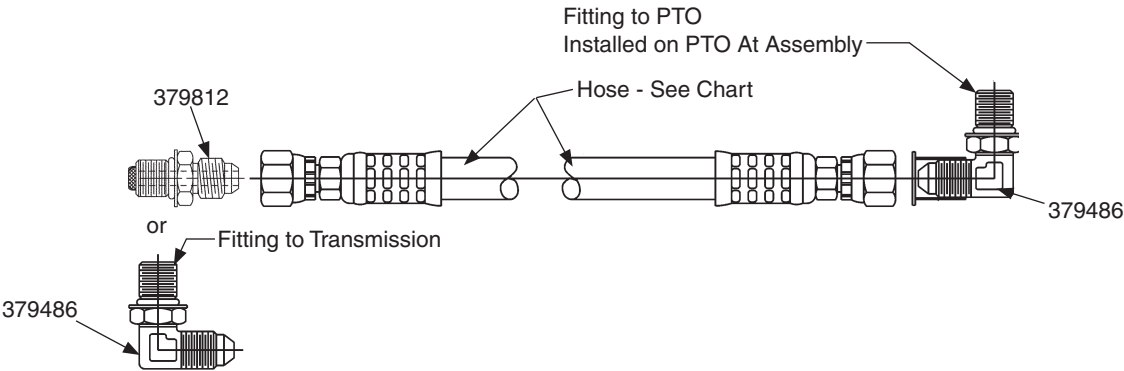 Fitting to PTO
Installed on PTO At Assembly
Hose - See Chart
379812
379486
or
Fitting to Transmission
379486